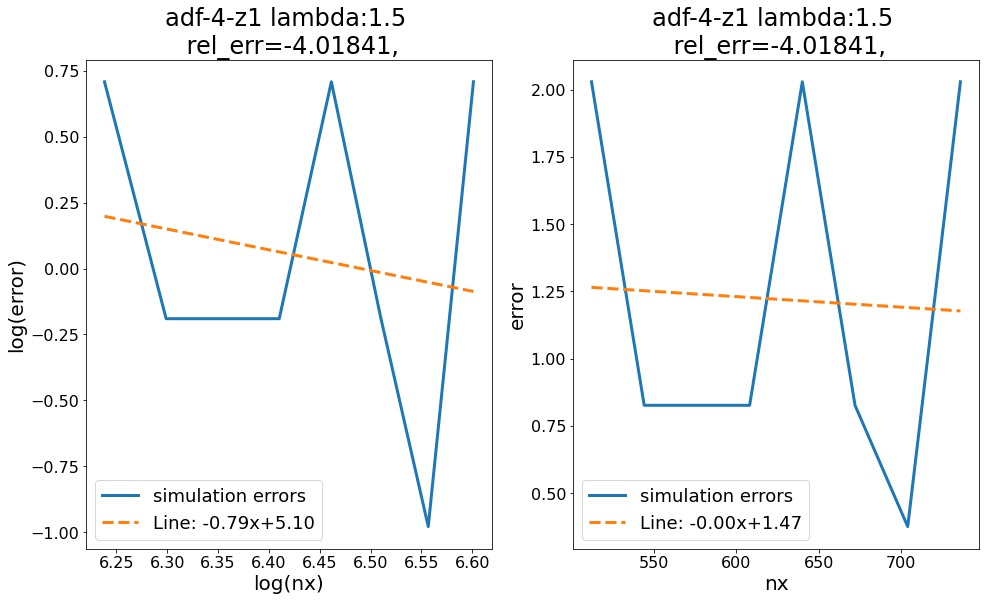 adf-4-z1 lambda:1.5
rel_err=-4.01841,
log(error)
0.75
0.50
0.25
0.00
−0.25
−0.50
−0.75
−1.00
simulation errors
Line: -0.79x+5.10
6.25 6.30 6.35 6.40 6.45 6.50 6.55 6.60
log(nx)
adf-4-z1 lambda:1.5
rel_err=-4.01841,
error
2.00
1.75
1.50
1.25
1.00
0.75
0.50
simulation errors
Line: -0.00x+1.47
550 600 650 700
nx